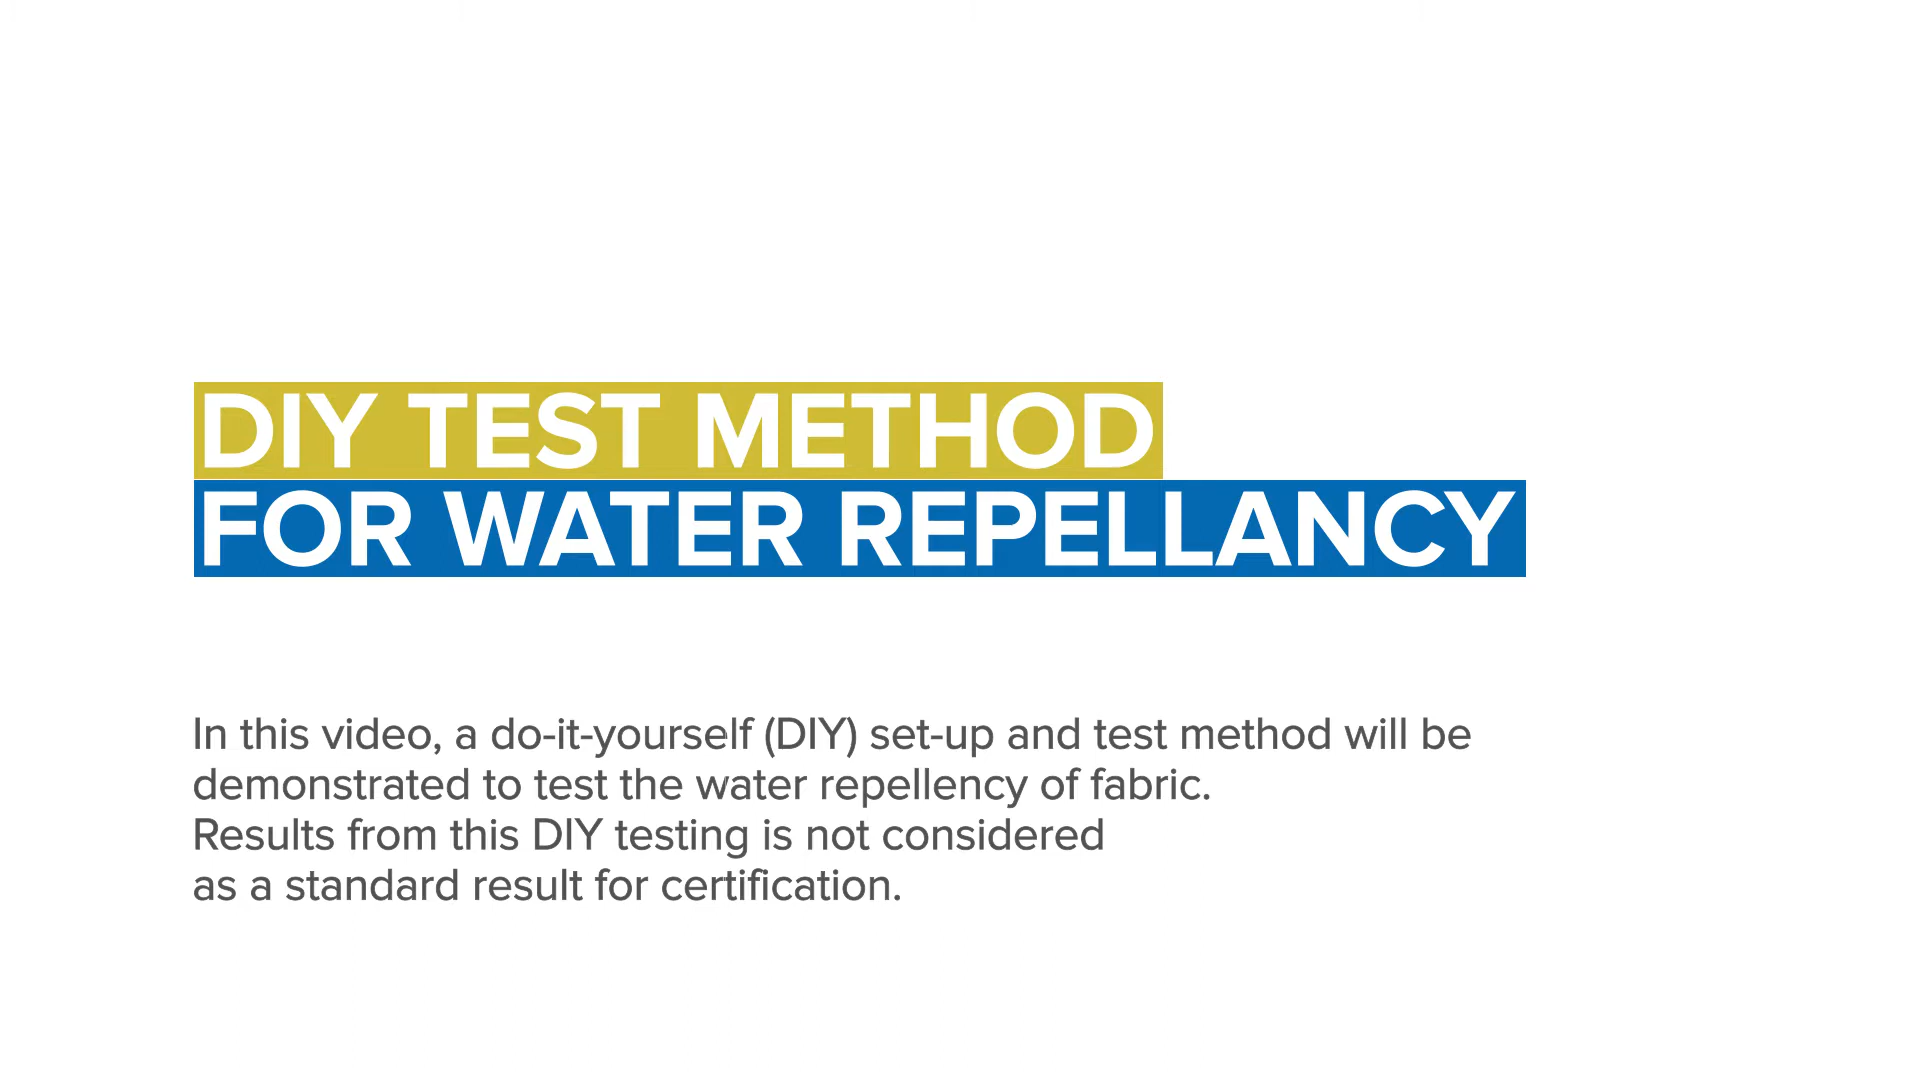 DIY TEST METHOD
FOR WATER REPELLANCY
In this video, a do-it-yourself (DIY) set-up and test method will be
demonstrated to test the water repellency of fabric.
Results from this DIY testing is not considered
as a standard result for certification.